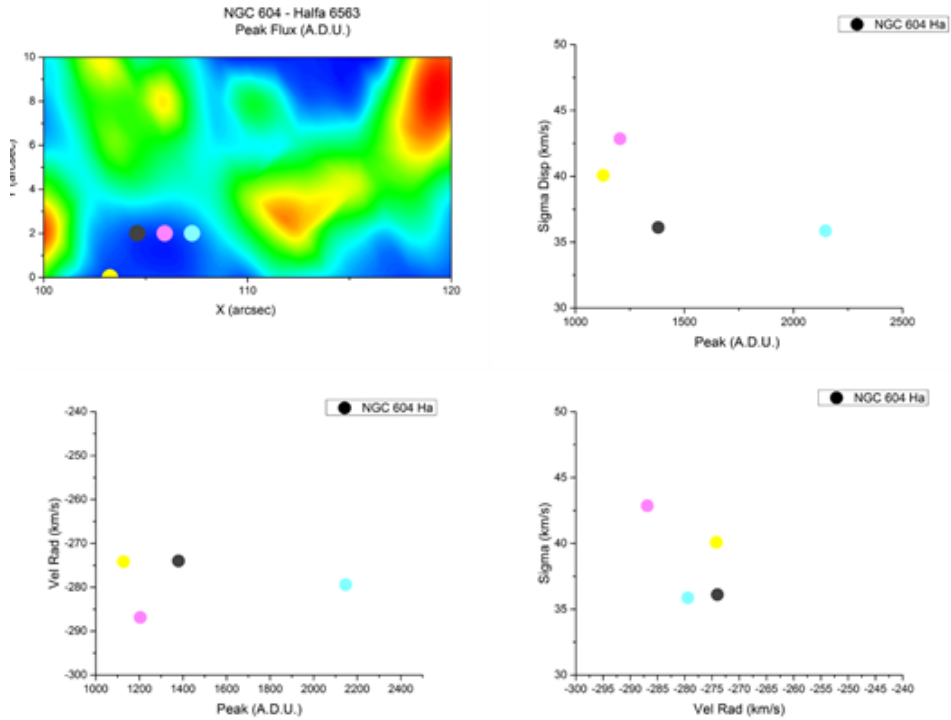 NGC 604 - Halfa 6563
Peak Flux (A.D.U.)
10
8
6
4
2
0
100
110
120
X (arcsec)
NGC 604 Ha
50
45
40
35
30
Sigma Disp (km/s)
1000
1500
2000
2500
Peak (A.D.U.)
NGC 604 Ha
-240
-250
-260
-270
-280
-290
-300
Vel Rad (km/s)
1000 1200 1400 1600 1800 2000 2200 2400
Peak (A.D.U.)
NGC 604 Ha
50
45
40
35
30
Sigma (km/s)
-300 -295 -290 -285 -280 -275 -270 -265 -260 -255 -250 -245 -240
Vel Rad (km/s)